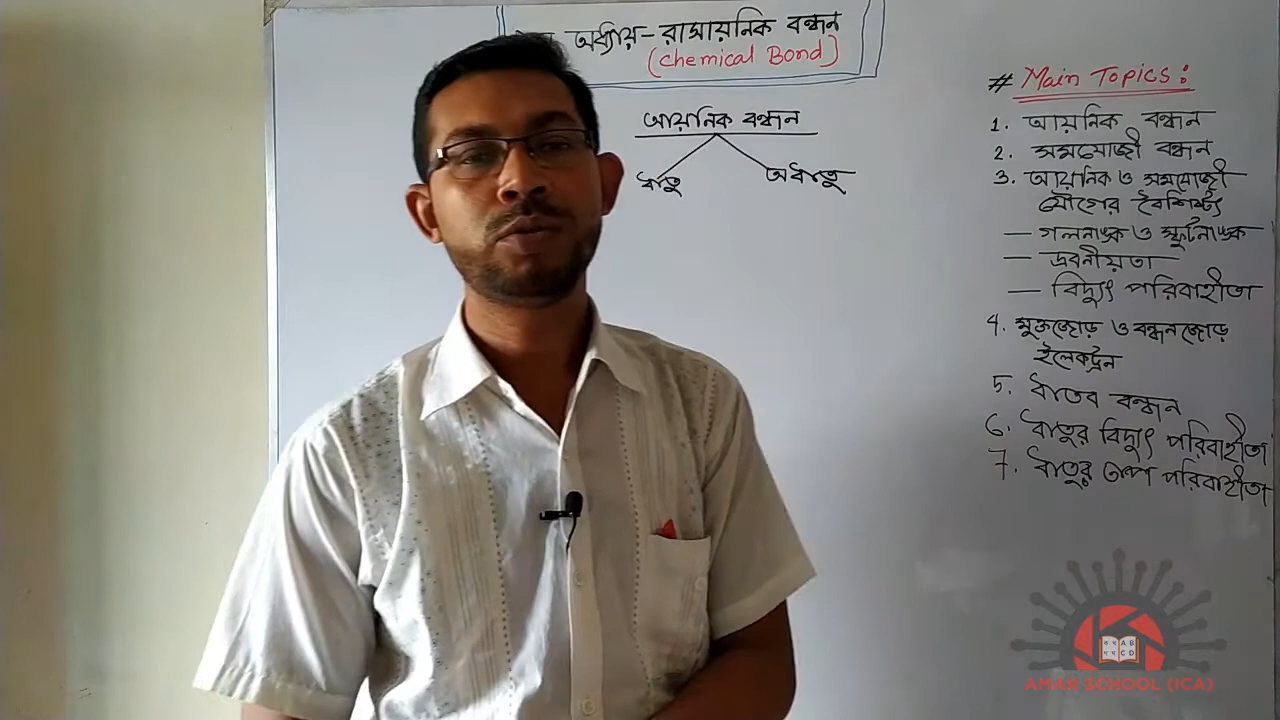 অধ্যায়- রাসায়নিক বন্ধন
(Chemical Bond)
আয়নিক বন্ধন
ধাতু
অধাতু
# Main Topics:
1. আয়নিক বন্ধন
2. সমযোজী বন্ধন
3. আয়নিক ও সমযোজী
যৌগের বৈশিষ্ট্য
— গলনাঙ্ক ও স্ফুটনাঙ্ক
— দ্রবনীয়তা
— বিদ্যুৎ পরিবাহীতা
4. মুক্তজোড় ও বন্ধনজোড়
ইলেকট্রন
5. ধাতব বন্ধন
৬. ধাতুর বিদ্যুৎ পরিবাহীতা
7. ধাতুর তাপ পরিবাহীতা
ক খ A B
গ ঘ C D
AMAR SCHOOL (ICA)